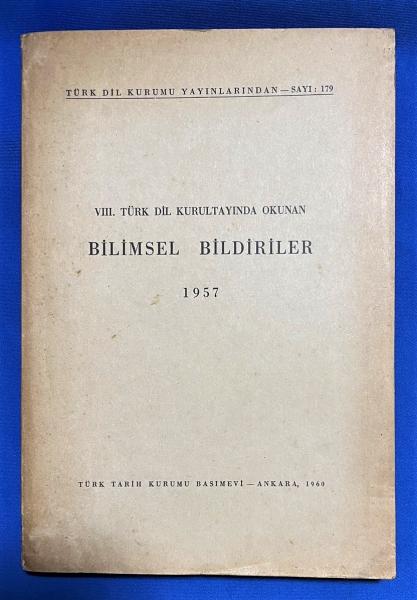 TÜRK DİL KURUMU YAYINLARINDAN — SAYI: 179
VIII. TÜRK DİL KURULTAYINDA OKUNAN
BİLİMSEL BİLDİRİLER
1957
TÜRK TARİH KURUMU BASIMEVİ — ANKARA, 1960